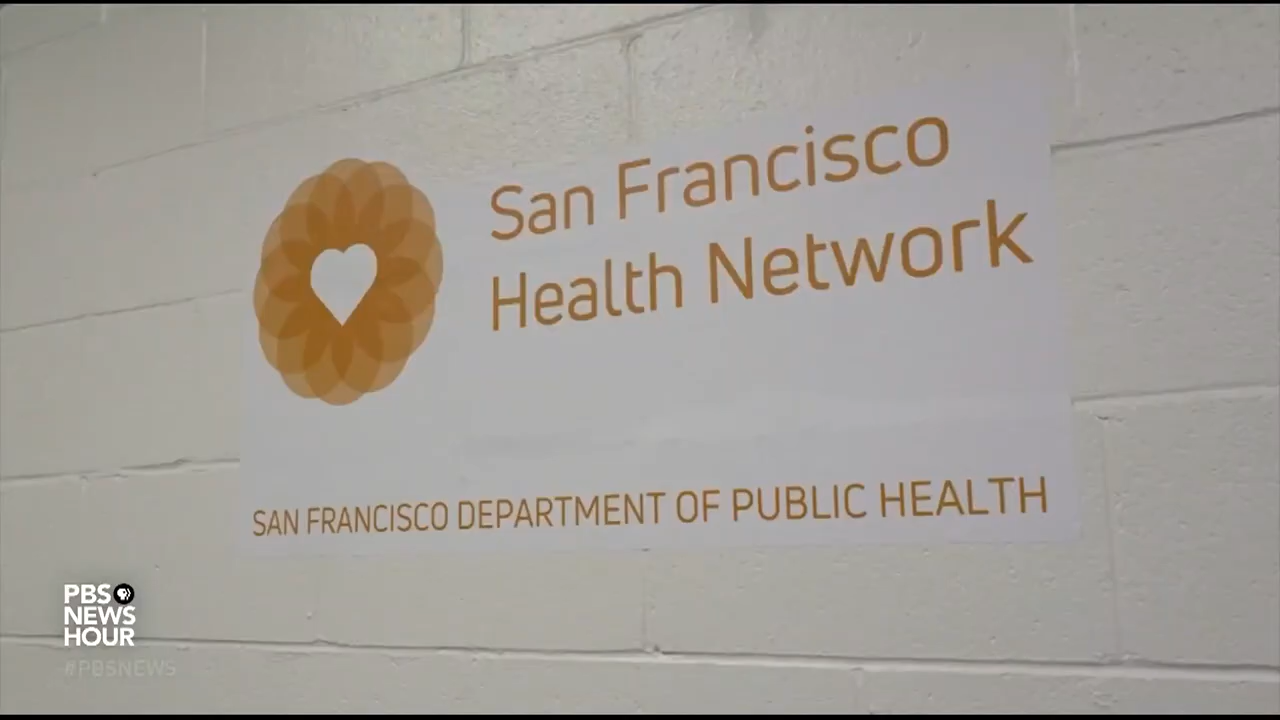 San Francisco
Health Network
SAN FRANCISCO DEPARTMENT OF PUBLIC HEALTH
PBS
NEWS
HOUR
#PBSNEWS